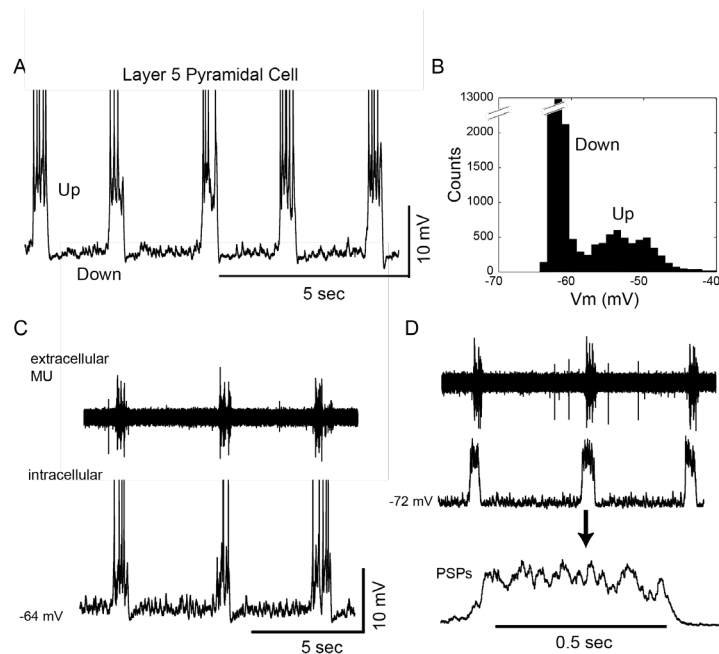 A
Layer 5 Pyramidal Cell
Up
Down
10 mV
5 sec
B
13000
2000
1500
1000
500
0
Counts
Down
Up
-70
-60
-50
-40
Vm (mV)
C
extracellular
MU
intracellular
-64 mV
10 mV
5 sec
D
-72 mV
PSPs
0.5 sec